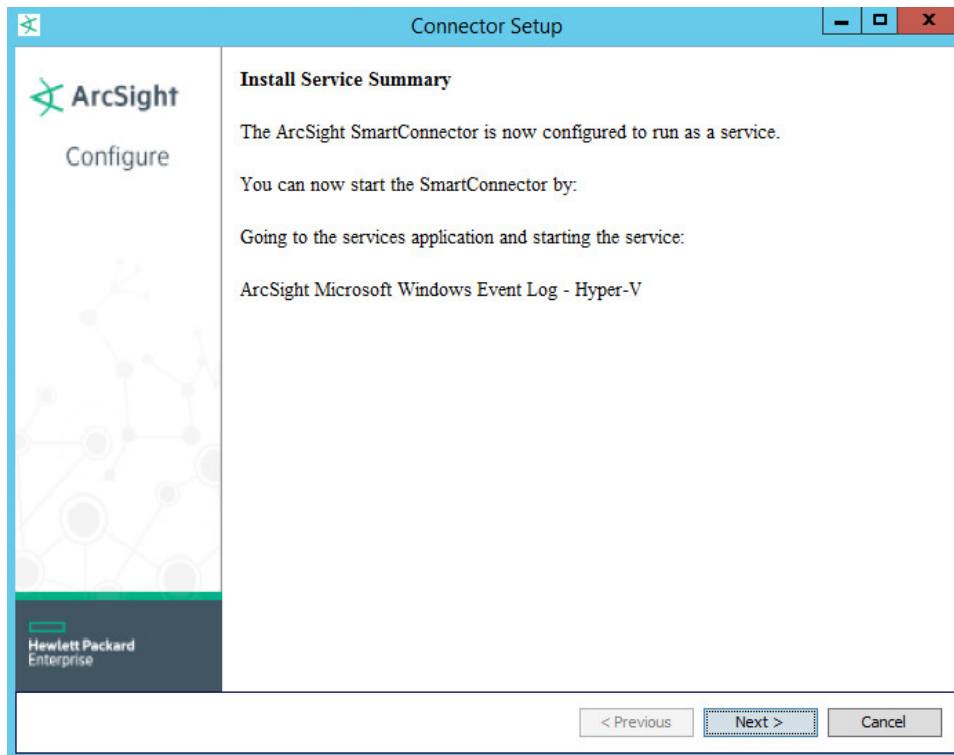 Connector Setup
ArcSight
Configure
Install Service Summary
The ArcSight SmartConnector is now configured to run as a service.
You can now start the SmartConnector by:
Going to the services application and starting the service:
ArcSight Microsoft Windows Event Log - Hyper-V
Hewlett Packard
Enterprise
< Previous
Next >
Cancel